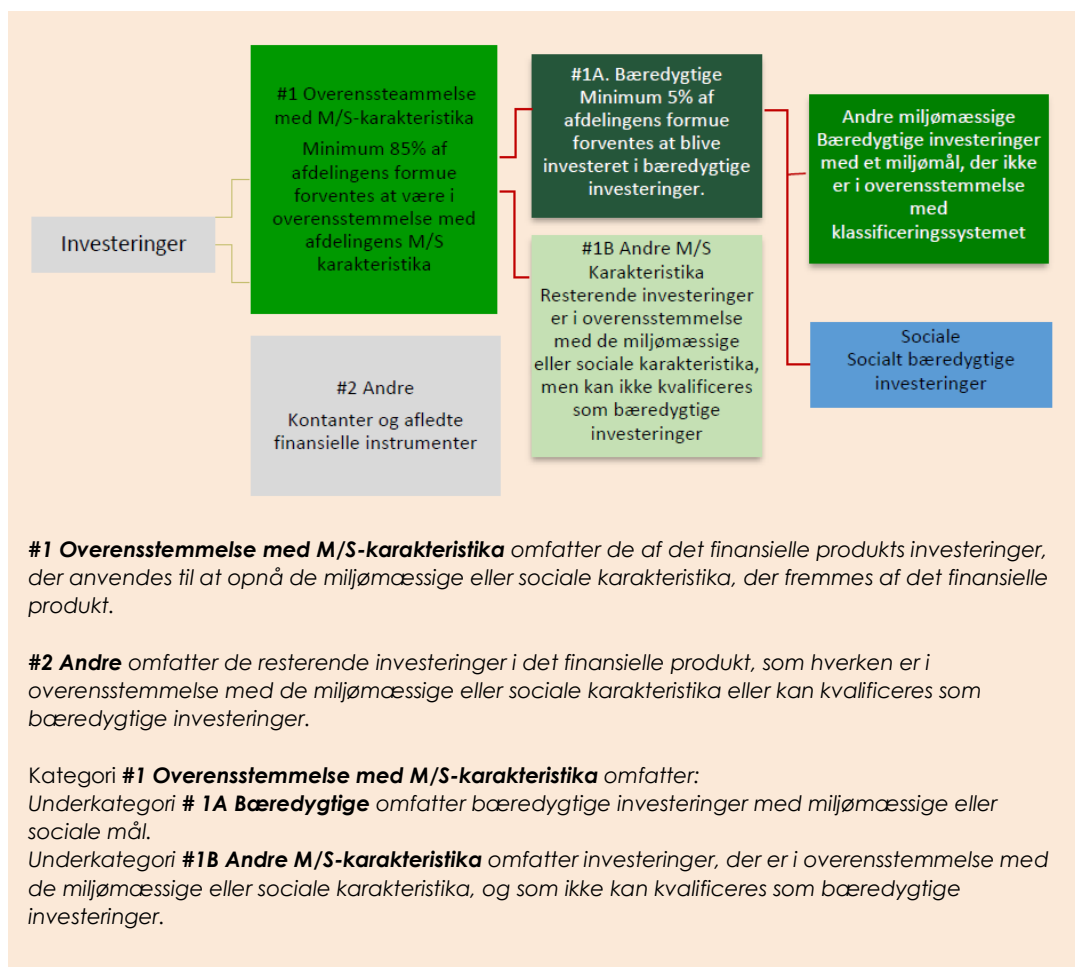 Investeringer
#1 Overenssteammelse
med M/S-karakteristika
Minimum 85% af
afdelingens formue
forventes at være i
overensstemmelse med
afdelingens M/S
karakteristika
#2 Andre
Kontanter og afledte
finansielle instrumenter
#1A. Bæredygtige
Minimum 5% af
afdelingens formue
forventes at blive
investeret i bæredygtige
investeringer.
#1B Andre M/S
Karakteristika
Resterende investeringer
er i overensstemmelse
med de miljømæssige
eller sociale karakteristika,
men kan ikke kvalificeres
som bæredygtige
investeringer
Andre miljømæssige
Bæredygtige investeringer
med et miljømål, der ikke
er i overensstemmelse
med
klassificeringssystemet
Sociale
Socialt bæredygtige
investeringer
#1 Overensstemmelse med M/S-karakteristika omfatter de af det finansielle produkts investeringer,
der anvendes til at opnå de miljømæssige eller sociale karakteristika, der fremmes af det finansielle
produkt.
#2 Andre omfatter de resterende investeringer i det finansielle produkt, som hverken er i
overensstemmelse med de miljømæssige eller sociale karakteristika eller kan kvalificeres som
bæredygtige investeringer.
Kategori #1 Overensstemmelse med M/S-karakteristika omfatter:
Underkategori # 1A Bæredygtige omfatter bæredygtige investeringer med miljømæssige eller
sociale mål.
Underkategori #1B Andre M/S-karakteristika omfatter investeringer, der er i overensstemmelse med
de miljømæssige eller sociale karakteristika, og som ikke kan kvalificeres som bæredygtige
investeringer.